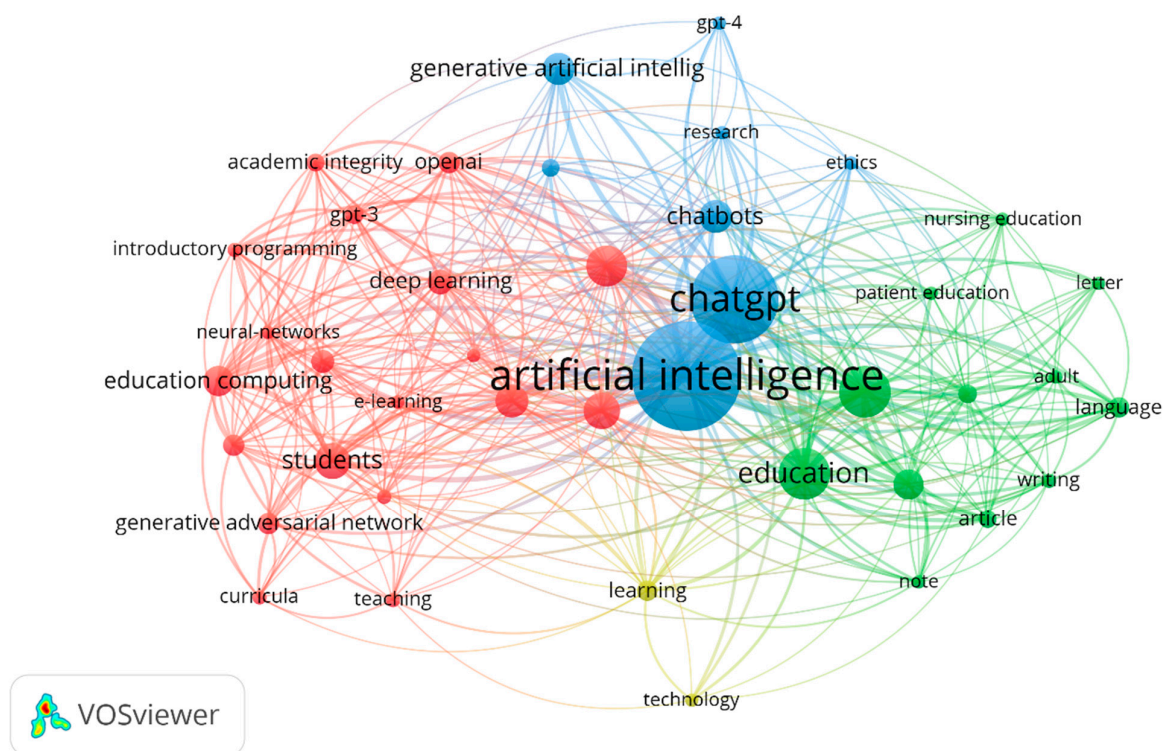 gpt-4
generative artificial intellig
research
academic integrity
openai
ethics
gpt-3
chatbots
nursing education
introductory programming
deep learning
chatgpt
patient education
letter
neural-networks
education computing
artificial intelligence
adult
e-learning
language
students
education
writing
generative adversarial network
article
curricula
teaching
learning
note
technology
VOSviewer